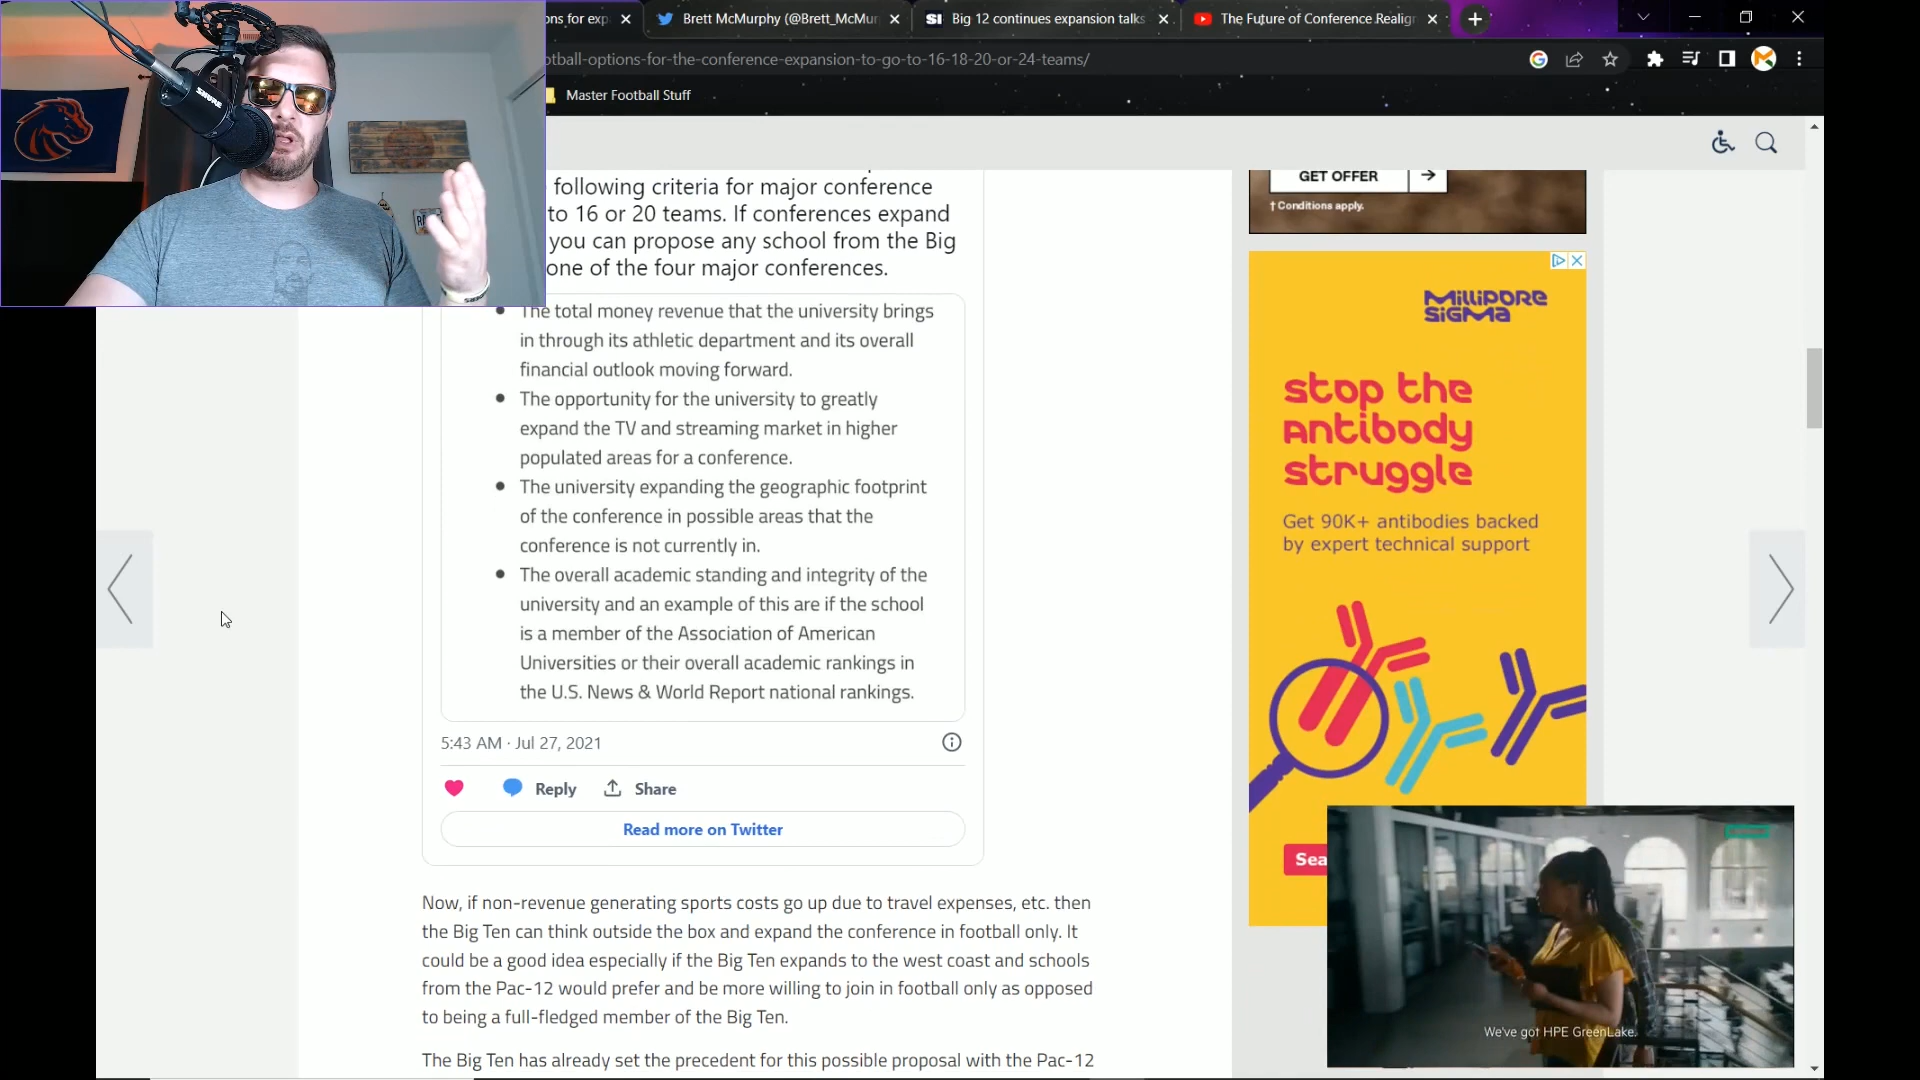 ons for exp
Brett McMurphy (@Brett_McMur
SI Big 12 continues expansion talks
The Future of Conference Realign
otball-options-for-the-conference-expansion-to-go-to-16-18-20-or-24-teams/
Master Football Stuff
SHURE
following criteria for major conference
to 16 or 20 teams. If conferences expand
you can propose any school from the Big
one of the four major conferences.
• The total money revenue that the university brings
in through its athletic department and its overall
financial outlook moving forward.
• The opportunity for the university to greatly
expand the TV and streaming market in higher
populated areas for a conference.
• The university expanding the geographic footprint
of the conference in possible areas that the
conference is not currently in.
• The overall academic standing and integrity of the
university and an example of this are if the school
is a member of the Association of American
Universities or their overall academic rankings in
the U.S. News & World Report national rankings.
5:43 AM · Jul 27, 2021
Reply
Share
Read more on Twitter
Now, if non-revenue generating sports costs go up due to travel expenses, etc. then
the Big Ten can think outside the box and expand the conference in football only. It
could be a good idea especially if the Big Ten expands to the west coast and schools
from the Pac-12 would prefer and be more willing to join in football only as opposed
to being a full-fledged member of the Big Ten.
The Big Ten has already set the precedent for this possible proposal with the Pac-12
GET OFFER
† Conditions apply.
MilliPORE
SiGMa
stop the
antibody
struggle
Get 90K+ antibodies backed
by expert technical support
Sea
We've got HPE GreenLake.